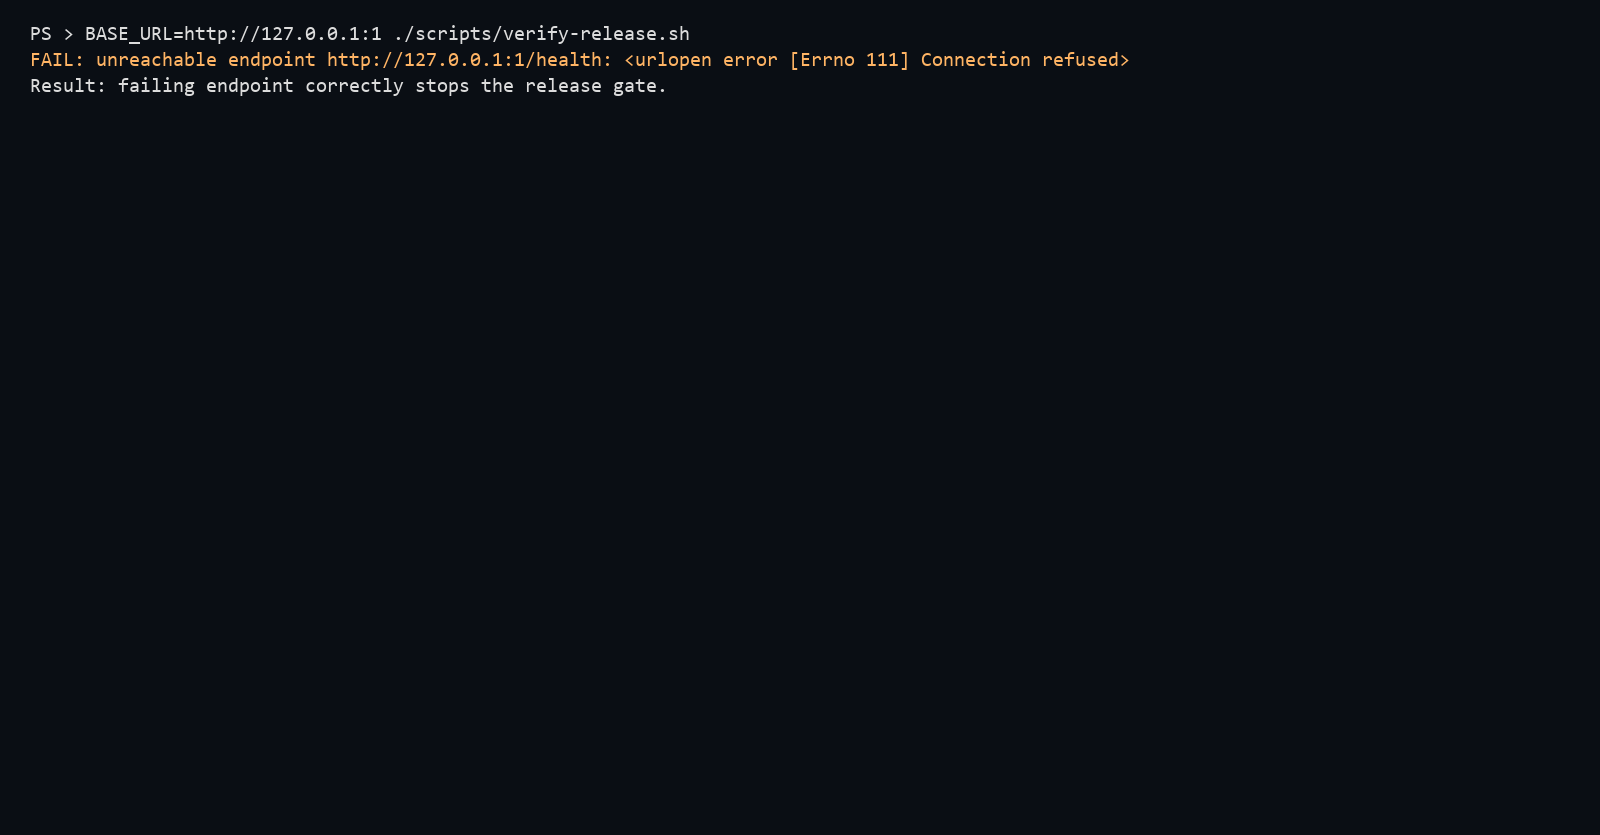 PS > BASE_URL=http://127.0.0.1:1 ./scripts/verify-release.sh
FAIL: unreachable endpoint http://127.0.0.1:1/health: <urlopen error [Errno 111] Connection refused>
Result: failing endpoint correctly stops the release gate.